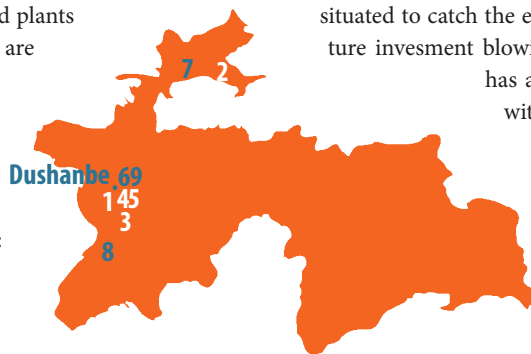 d plants
are
situated to catch the e
ture invesment blow
has a
wit
7 2
Dushanbe 69
1 45
3
8
: